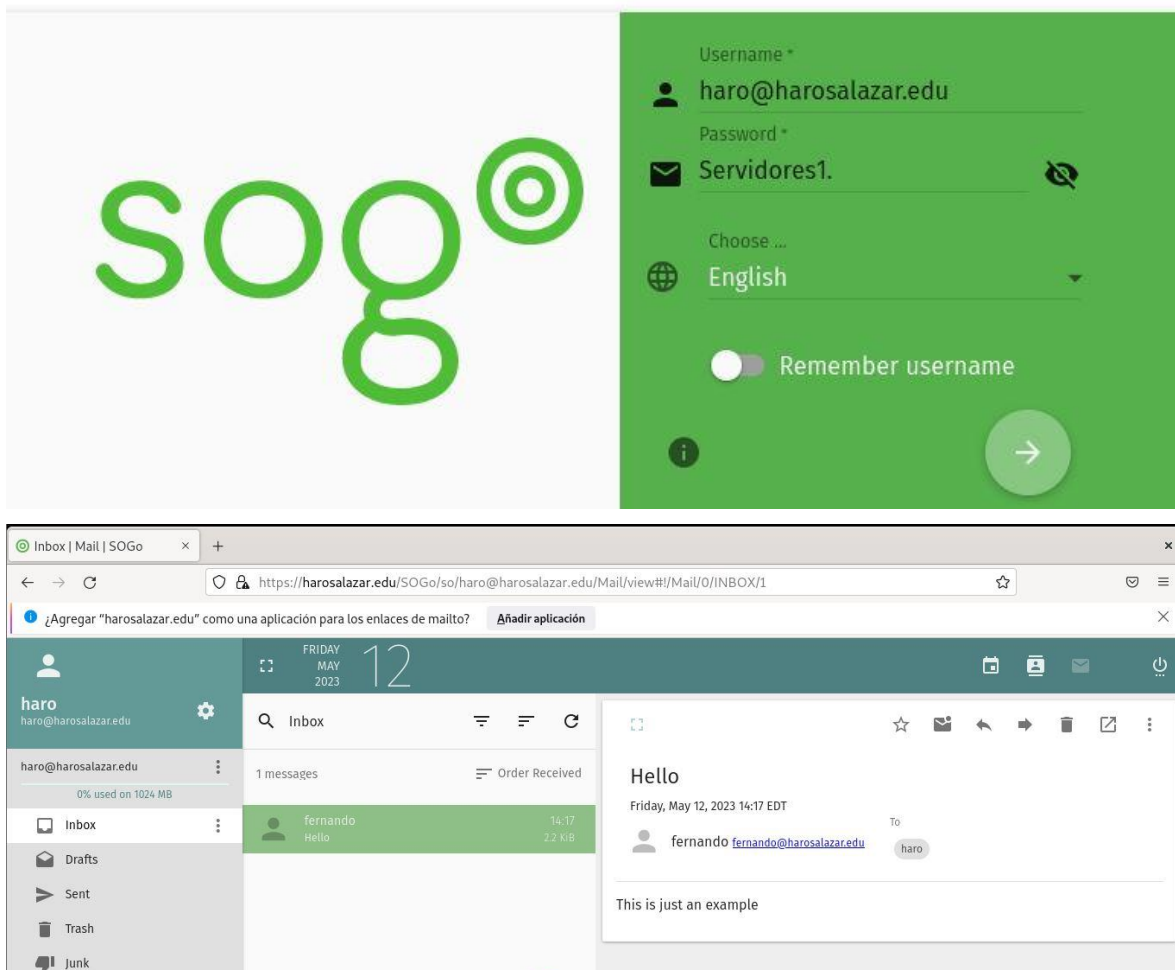 sogo
Username *
haro@harosalazar.edu
Password *
Servidores1.
Choose ...
English
Remember username
Inbox | Mail | SOGo
https://harosalazar.edu/SOGo/so/haro@harosalazar.edu/Mail/view#!/Mail/0/INBOX/1
¿Agregar "harosalazar.edu" como una aplicación para los enlaces de mailto? Añadir aplicación
FRIDAY
MAY
2023
12
haro
haro@harosalazar.edu
haro@harosalazar.edu
0% used on 1024 MB
Inbox
Drafts
Sent
Trash
Junk
Inbox
1 messages Order Received
fernando 14:17
Hello 2.2 KiB
Hello
Friday, May 12, 2023 14:17 EDT
fernando fernando@harosalazar.edu
To
haro
This is just an example